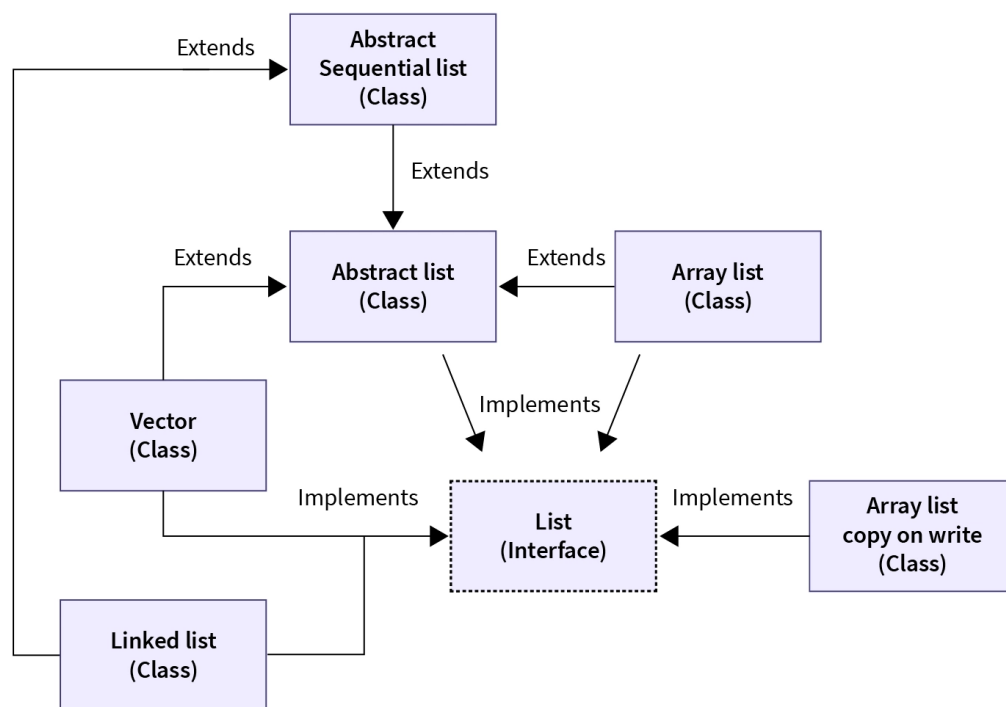 Extends
Abstract
Sequential list
(Class)
Extends
Extends
Abstract list
(Class)
Extends
Array list
(Class)
Implements
Vector
(Class)
Implements
List
(Interface)
Implements
Array list
copy on write
(Class)
Linked list
(Class)